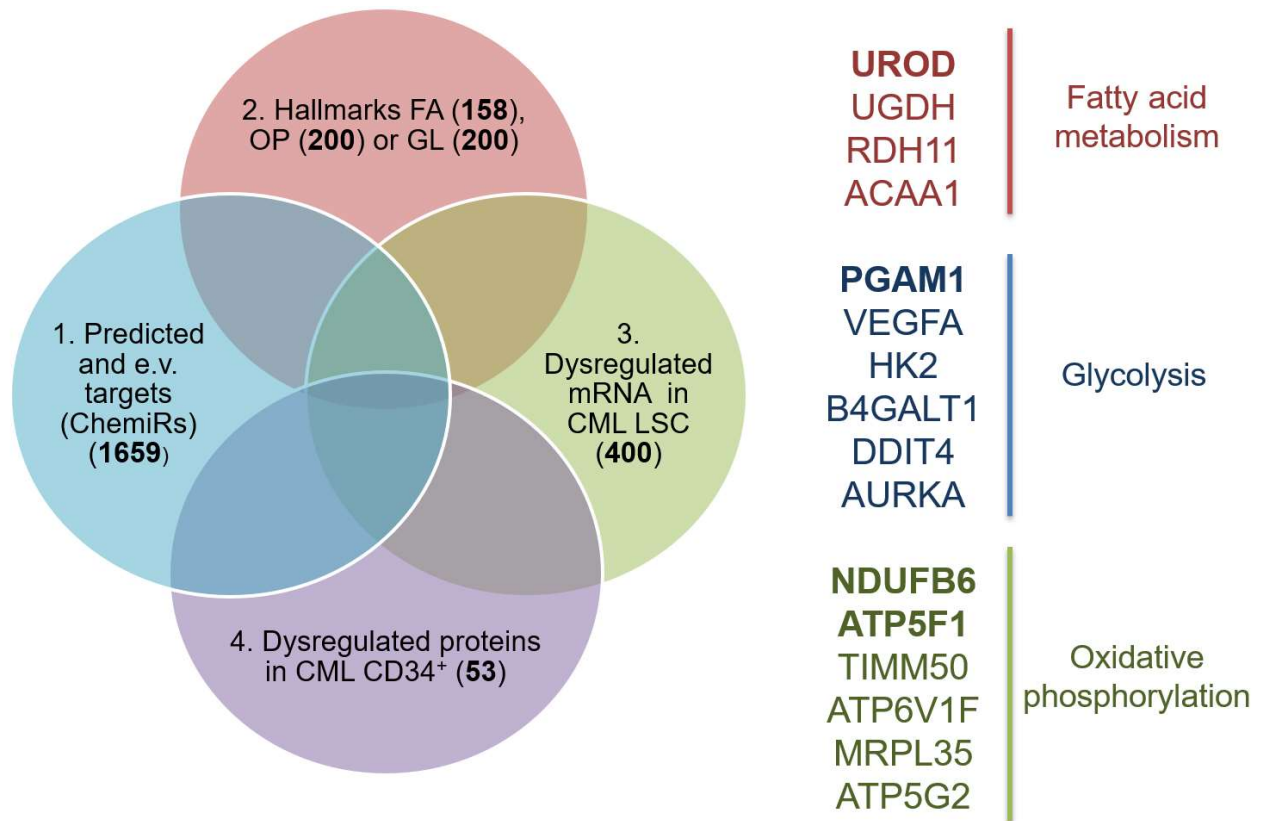 2. Hallmarks FA (158),
OP (200) or GL (200)
1. Predicted
and e.v.
targets
(ChemiRs)
(1659)
3.
Dysregulated
mRNA in
CML LSC
(400)
4. Dysregulated proteins
in CML CD34⁺ (53)
UROD
UGDH
RDH11
ACAA1
Fatty acid
metabolism
PGAM1
VEGFA
HK2
B4GALT1
DDIT4
AURKA
Glycolysis
NDUFB6
ATP5F1
TIMM50
ATP6V1F
MRPL35
ATP5G2
Oxidative
phosphorylation